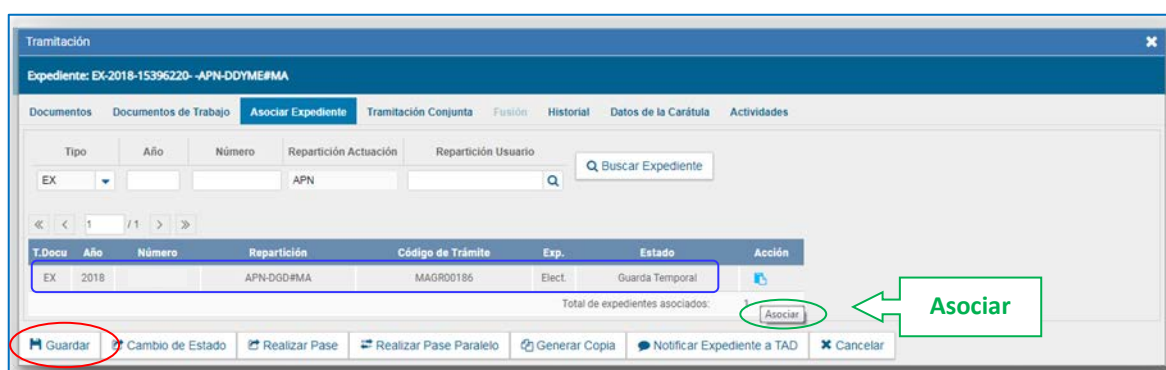 Tramitación
Expediente: EX-2018-15396220- -APN-DDYME#MA
Documentos Documentos de Trabajo Asociar Expediente Tramitación Conjunta Fusión Historial Datos de la Carátula Actividades
Tipo Año Número Repartición Actuación Repartición Usuario
Buscar Expediente
EX APN
1 / 1
T.Docu Año Número Repartición Código de Trámite Exp. Estado Acción
EX 2018 APN-DGD#MA MAGR00186 Elect. Guarda Temporal
Total de expedientes asociados: 1
Asociar
Asociar
Guardar Cambio de Estado Realizar Pase Realizar Pase Paralelo Generar Copia Notificar Expediente a TAD Cancelar